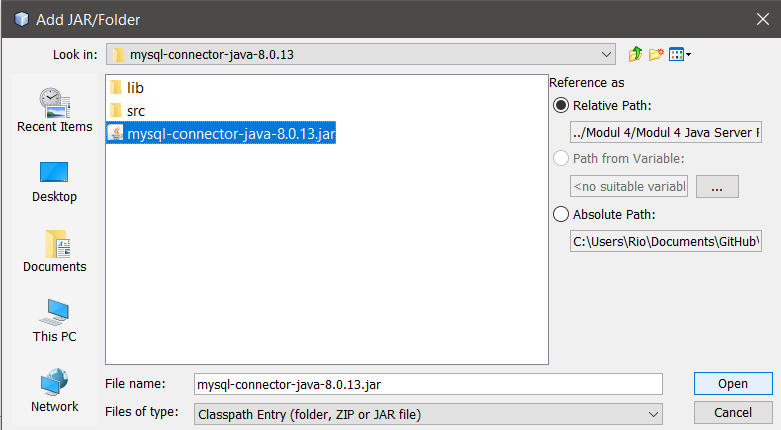 Add JAR/Folder
Look in:
mysql-connector-java-8.0.13
Recent Items
Desktop
Documents
This PC
Network
lib
src
mysql-connector-java-8.0.13.jar
Reference as
Relative Path:
../Modul 4/Modul 4 Java Server
Path from Variable:
<no suitable variabl
...
Absolute Path:
C:\Users\Rio\Documents\GitHub\
File name:
mysql-connector-java-8.0.13.jar
Open
Files of type:
Classpath Entry (folder, ZIP or JAR file)
Cancel